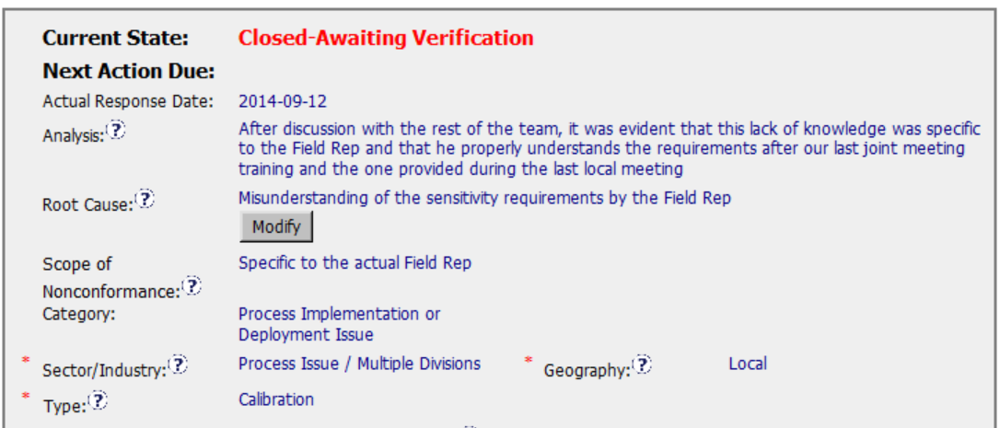 Current State: Closed-Awaiting Verification
Next Action Due:
Actual Response Date: 2014-09-12
Analysis:? After discussion with the rest of the team, it was evident that this lack of knowledge was specific
to the Field Rep and that he properly understands the requirements after our last joint meeting
training and the one provided during the last local meeting
Root Cause:? Misunderstanding of the sensitivity requirements by the Field Rep
Modify
Scope of Specific to the actual Field Rep
Nonconformance:?
Category: Process Implementation or
Deployment Issue
* Sector/Industry:? Process Issue / Multiple Divisions * Geography:? Local
* Type:? Calibration